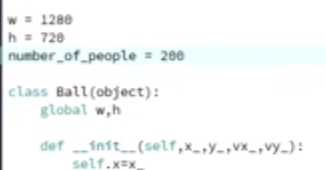 w = 1280
h = 720
number_of_people = 200
class Ball(object):
global w,h
def __init__(self,x_,y_,vx_,vy_):
self.x=x_